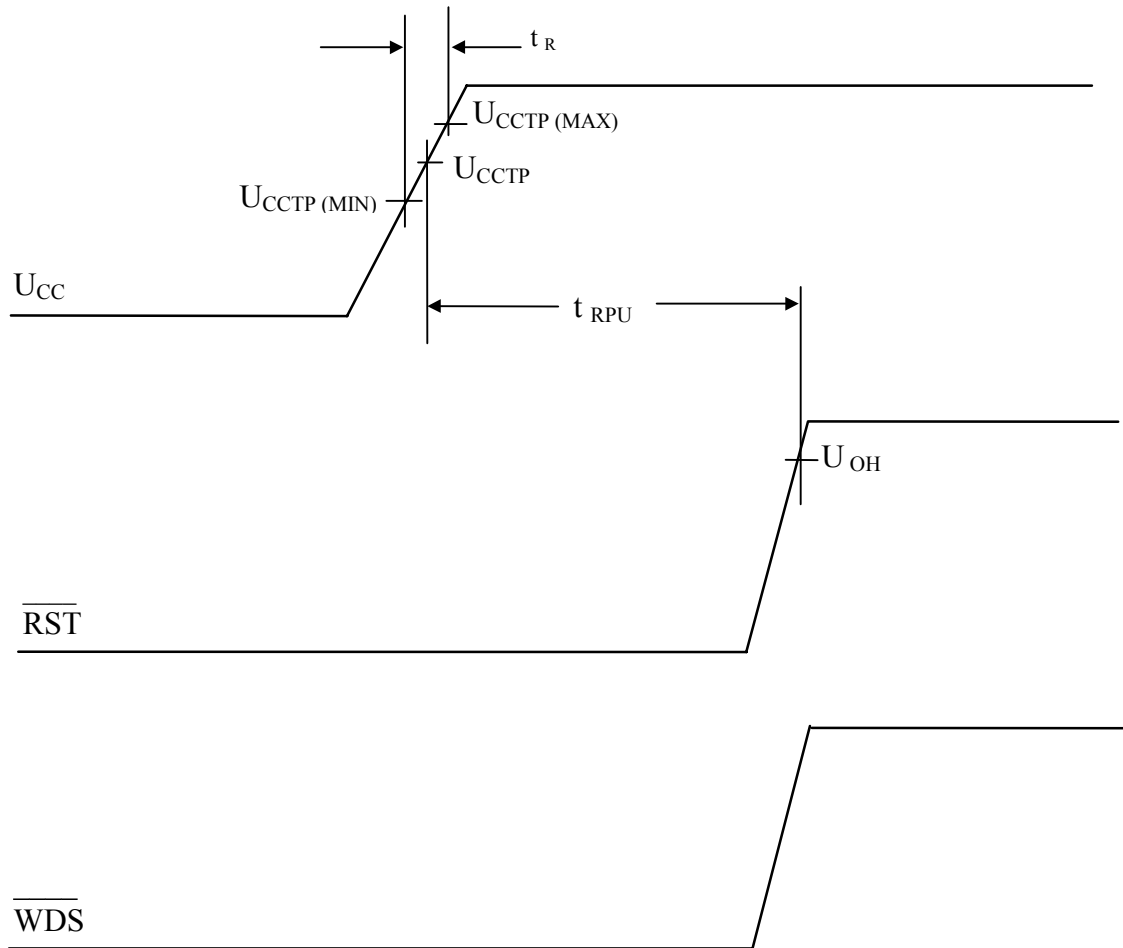 t R
UCCTP (MAX)
UCCTP
UCCTP (MIN)
UCC
t RPU
U OH
RST
WDS